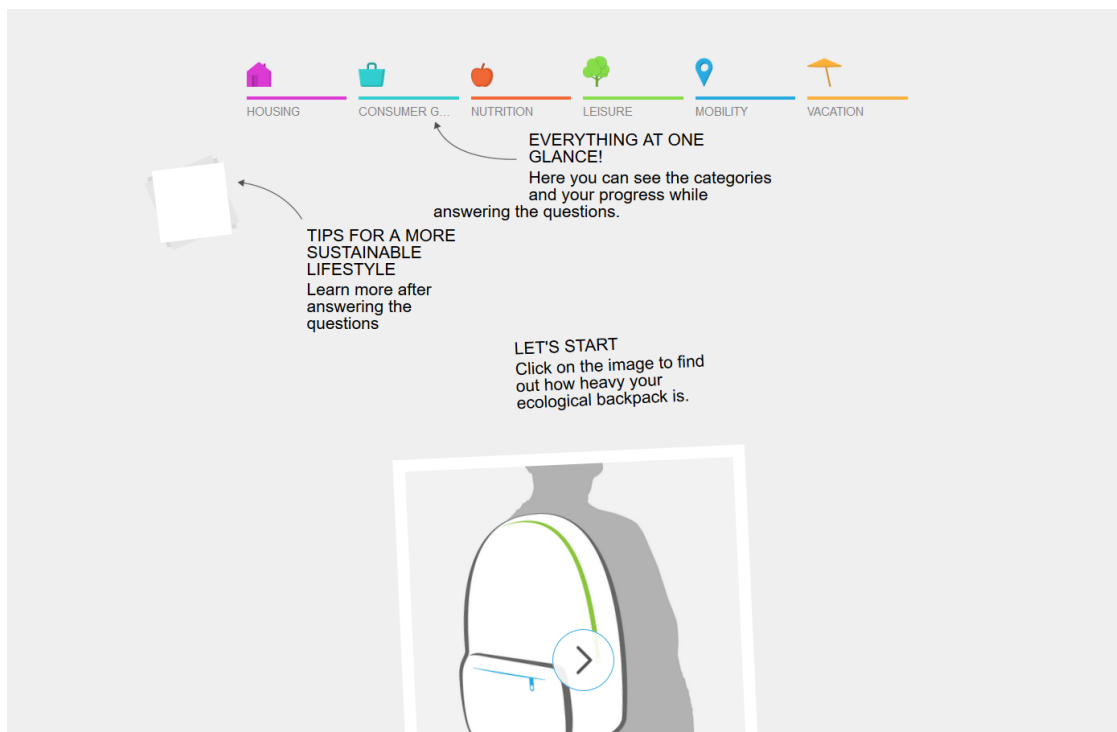 HOUSING
CONSUMER G...
NUTRITION
LEISURE
MOBILITY
VACATION
EVERYTHING AT ONE
GLANCE!
Here you can see the categories
and your progress while
answering the questions.
TIPS FOR A MORE
SUSTAINABLE
LIFESTYLE
Learn more after
answering the
questions
LET'S START
Click on the image to find
out how heavy your
ecological backpack is.